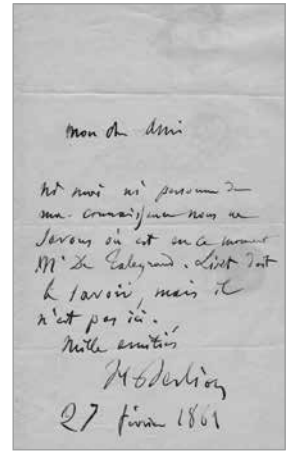 mon cher Ami
ni moi ni personne de
ma connaissance nous ne
savons où est en ce moment
Mr De Talegrand. Liszt doit
le savoir, mais il
n'est pas ici.
Mille amitiés
H Berlioz
27 février 1861